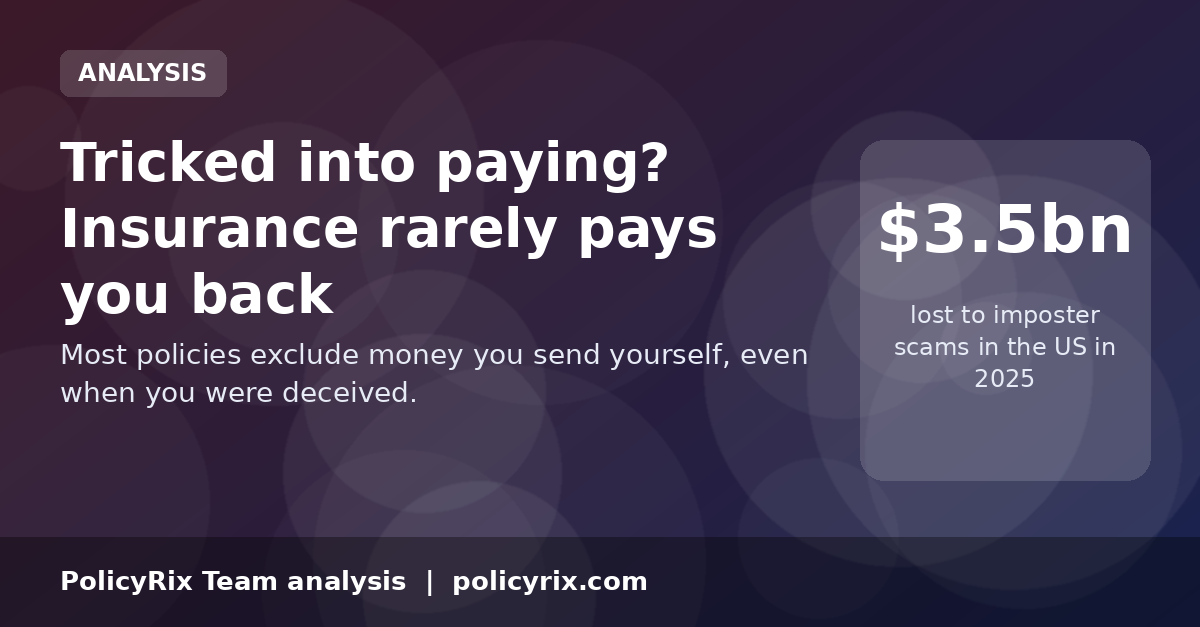 ANALYSIS
Tricked into paying?
Insurance rarely pays
you back
Most policies exclude money you send yourself, even
when you were deceived.
$3.5bn
lost to imposter
scams in the US in
2025
PolicyRix Team analysis | policyrix.com